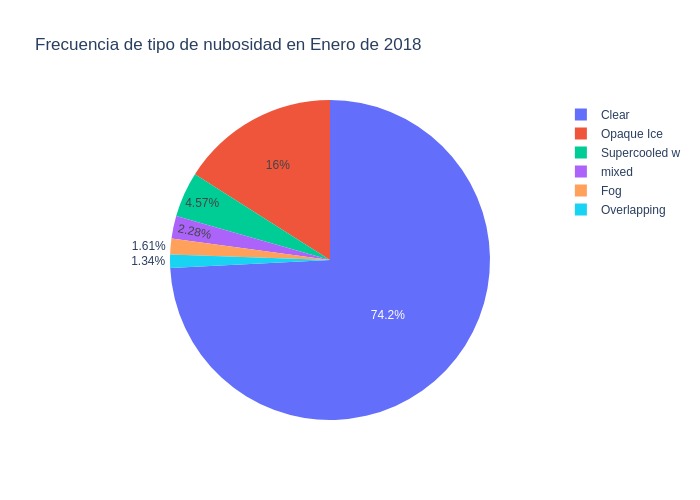 Frecuencia de tipo de nubosidad en Enero de 2018
Clear
Opaque Ice
Supercooled w
mixed
Fog
Overlapping
16%
4.57%
2.28%
1.61%
1.34%
74.2%